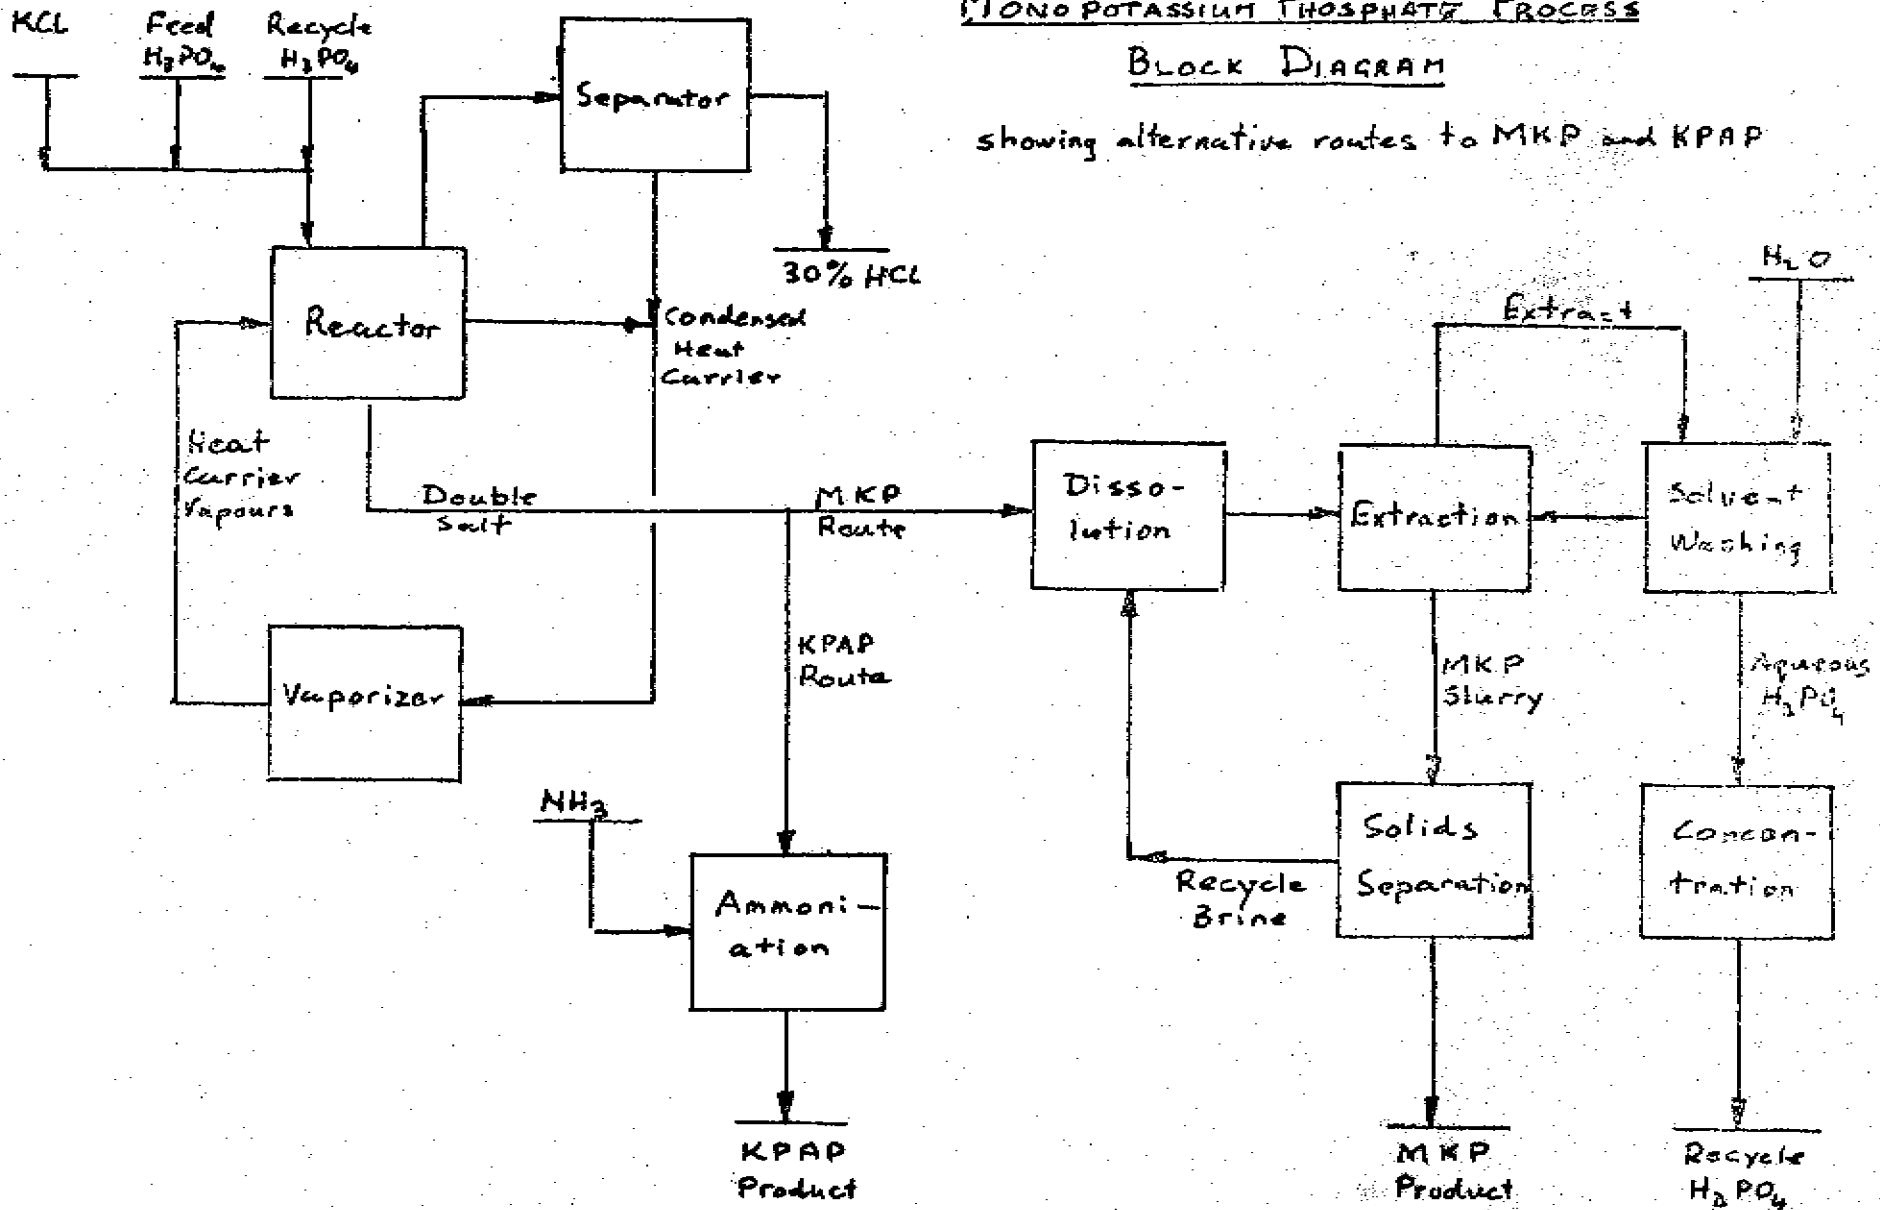 MONO POTASSIUM PHOSPHATE PROCESS
BLOCK DIAGRAM
showing alternative routes to MKP and KPAP
KCL
Feed
H3PO4
Recycle
H3PO4
Separator
30% HCL
Reactor
Condensed
Heat
Carrier
Heat
Carrier
Vapours
Double
Salt
MKP
Route
KPAP
Route
Vaporizer
NH3
Ammoni-
ation
KPAP
Product
Disso-
lution
Extraction
Extract
H2O
Solvent
Washing
MKP
Slurry
Aqueous
H3PO4
Solids
Separation
Recycle
Brine
Concen-
tration
MKP
Product
Recycle
H3PO4